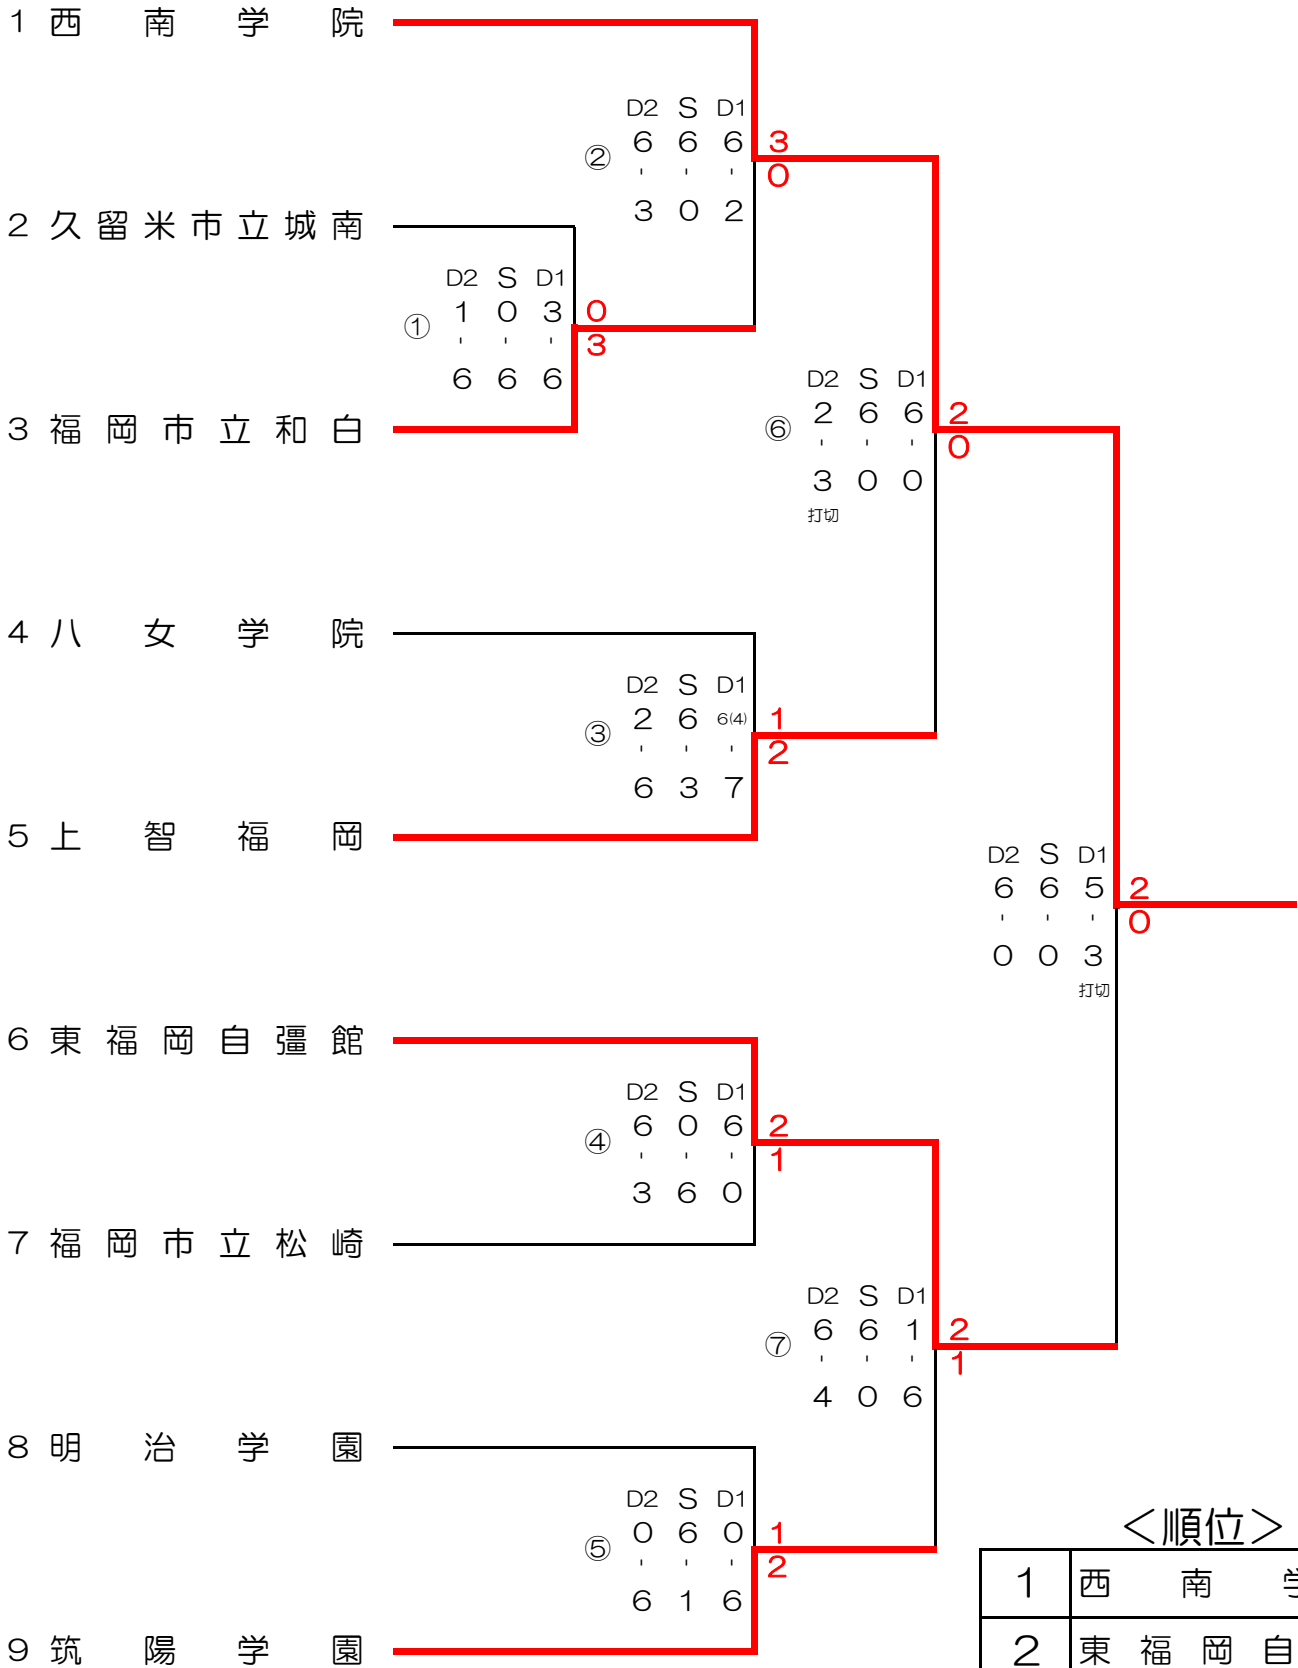 1 西南学院
D2 S D1
6 6 6 3
② - - - 0
3 0 2
2 久留米市立城南
D2 S D1
1 0 3 0
① - - - 3
6 6 6
D2 S D1
2 6 6 2
⑥ - - - 0
3 0 0
打切
3 福岡市立和白
4 八女学院
D2 S D1
2 6 6(4) 1
③ - - - 2
6 3 7
5 上智福岡
D2 S D1
6 6 5 2
- - - 0
0 0 3
打切
6 東福岡自彊館
D2 S D1
6 0 6 2
④ - - - 1
3 6 0
7 福岡市立松崎
D2 S D1
6 6 1 2
⑦ - - - 1
4 0 6
8 明治学園
D2 S D1
0 6 0 1
⑤ - - - 2
6 1 6
9 筑陽学園
＜順位＞
1 西南学
2 東福岡自